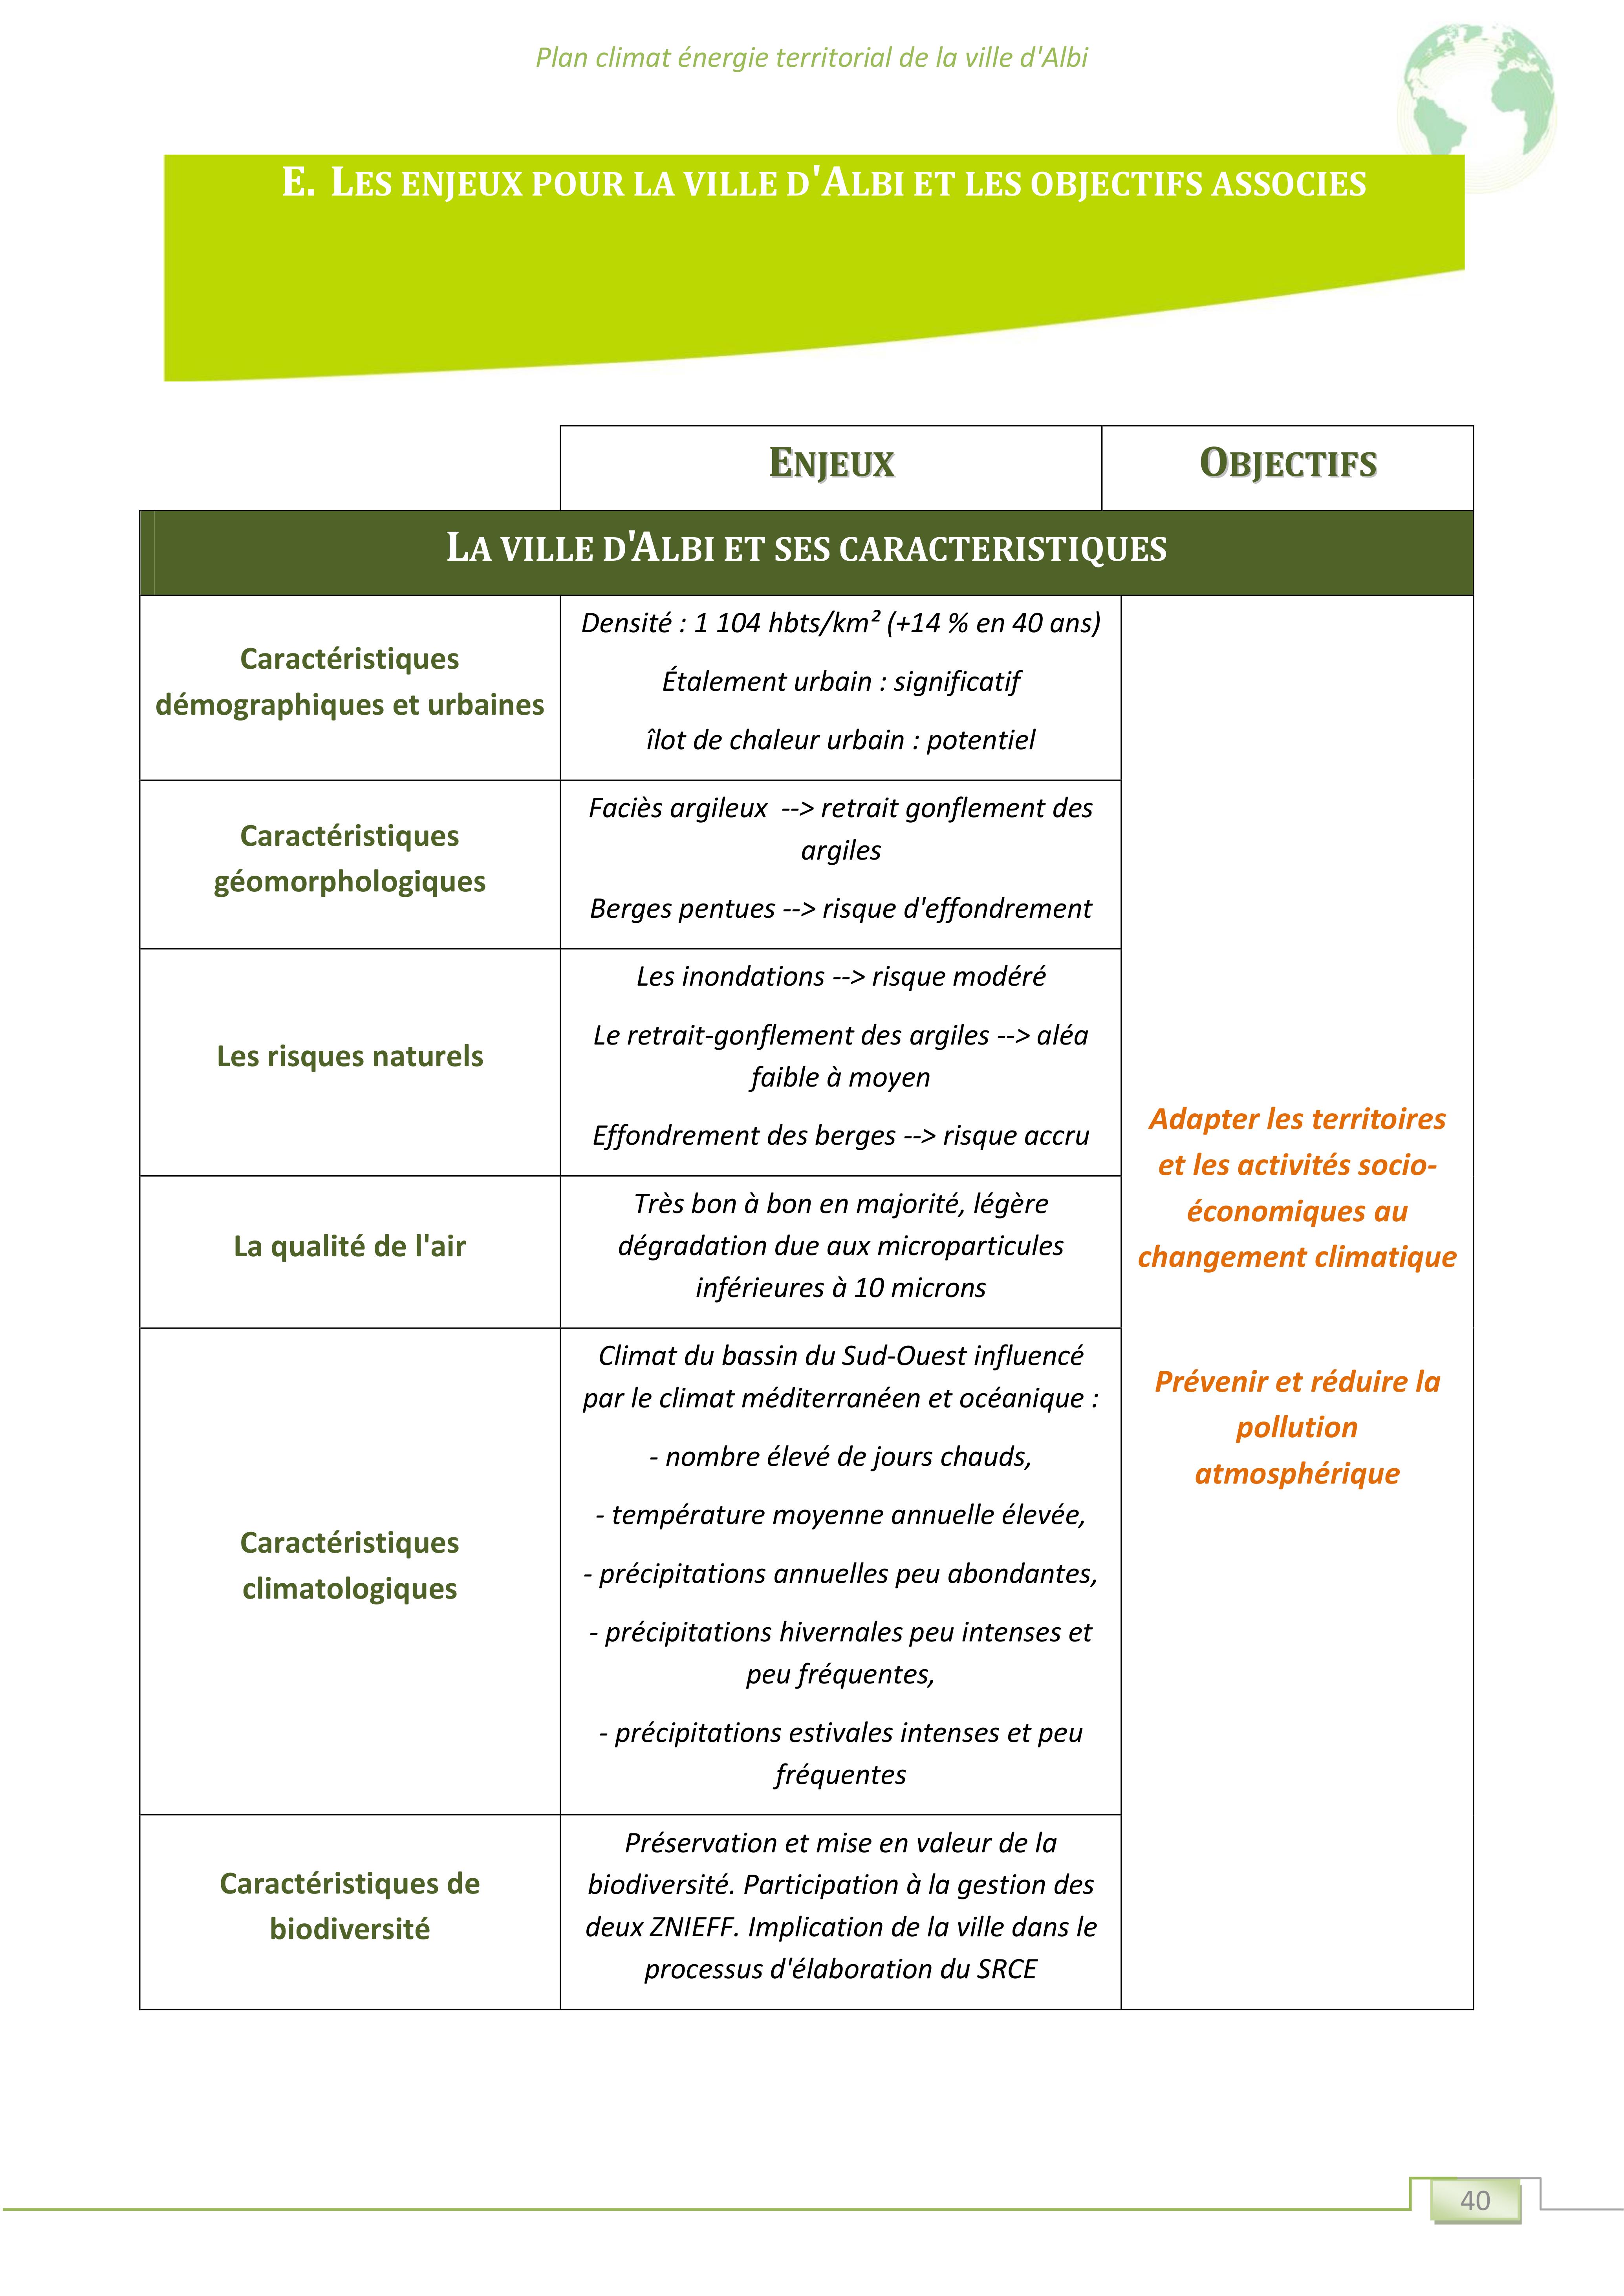 Plan climat énergie territorial de la ville d'Albi
E. LES ENJEUX POUR LA VILLE D'ALBI ET LES OBJECTIFS ASSOCIES
ENJEUX
OBJECTIFS
LA VILLE D'ALBI ET SES CARACTERISTIQUES
Caractéristiques
démographiques et urbaines
Densité : 1 104 hbts/km² (+14 % en 40 ans)
Étalement urbain : significatif
îlot de chaleur urbain : potentiel
Caractéristiques
géomorphologiques
Faciès argileux --> retrait gonflement des
argiles
Berges pentues --> risque d'effondrement
Les risques naturels
Les inondations --> risque modéré
Le retrait-gonflement des argiles --> aléa
faible à moyen
Effondrement des berges --> risque accru
La qualité de l'air
Très bon à bon en majorité, légère
dégradation due aux microparticules
inférieures à 10 microns
Caractéristiques
climatologiques
Climat du bassin du Sud-Ouest influencé
par le climat méditerranéen et océanique :
- nombre élevé de jours chauds,
- température moyenne annuelle élevée,
- précipitations annuelles peu abondantes,
- précipitations hivernales peu intenses et
peu fréquentes,
- précipitations estivales intenses et peu
fréquentes
Caractéristiques de
biodiversité
Préservation et mise en valeur de la
biodiversité. Participation à la gestion des
deux ZNIEFF. Implication de la ville dans le
processus d'élaboration du SRCE
Adapter les territoires
et les activités socio-
économiques au
changement climatique
Prévenir et réduire la
pollution
atmosphérique
40